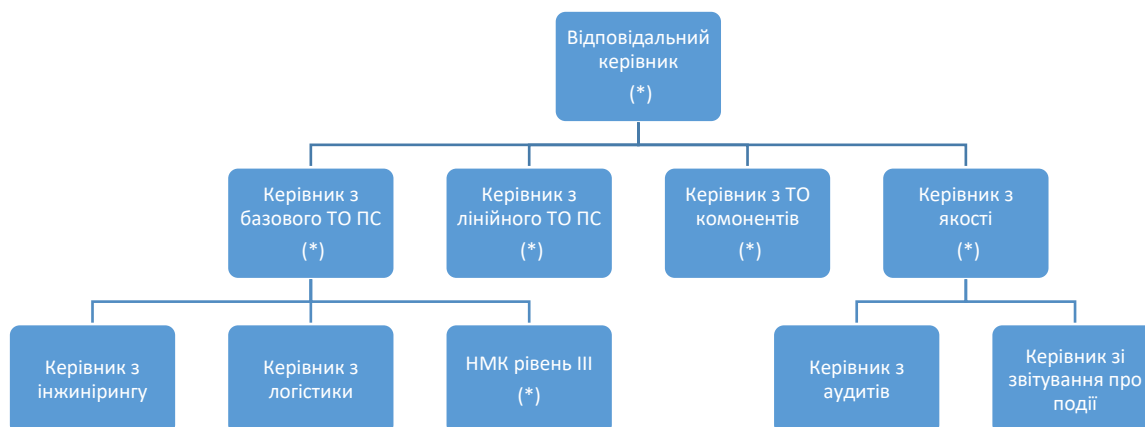 Відповідальний
керівник
(*)
Керівник з
базового ТО ПС
(*)
Керівник з
лінійного ТО ПС
(*)
Керівник з ТО
комонентів
(*)
Керівник з
якості
(*)
Керівник з
інжинірингу
Керівник з
логістики
НМК рівень III
(*)
Керівник з
аудитів
Керівник зі
звітування про
події